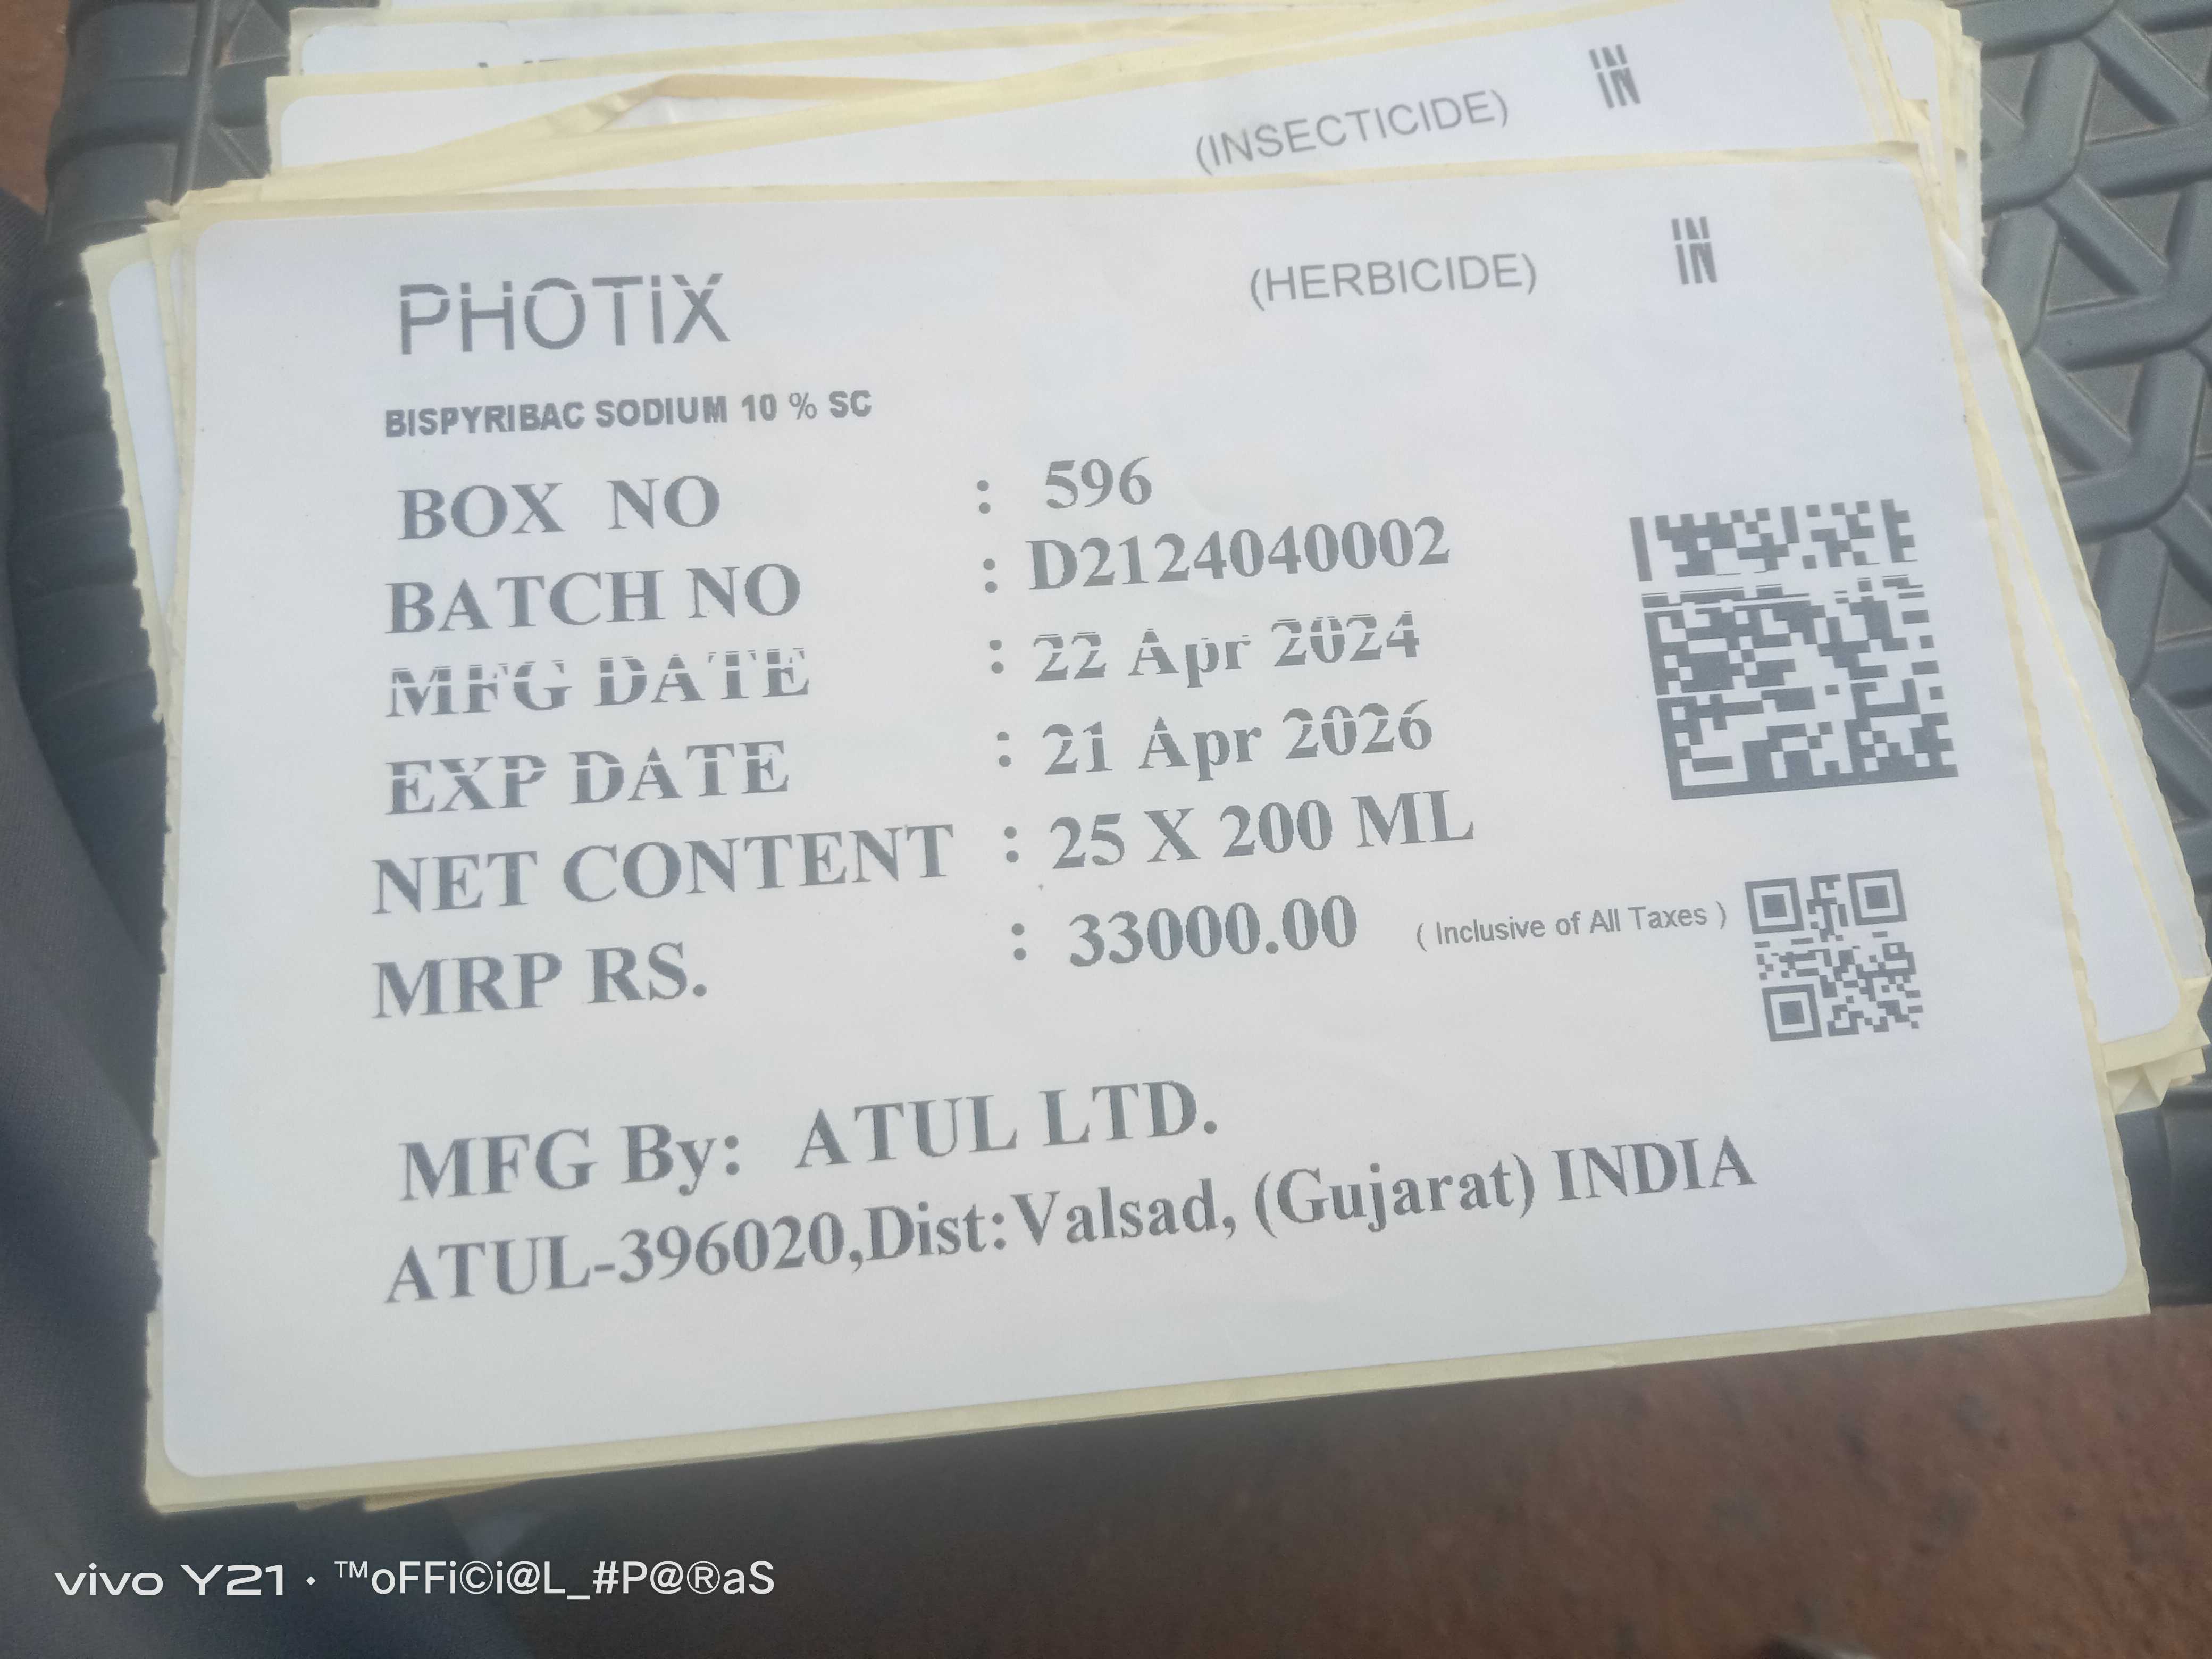 (INSECTICIDE) IN
PHOTiX (HERBICIDE) IN
BISPYRIBAC SODIUM 10 % SC
BOX NO : 596
BATCH NO : D2124040002
MFG DATE : 22 Apr 2024
EXP DATE : 21 Apr 2026
NET CONTENT : 25 X 200 ML
MRP RS. : 33000.00 ( Inclusive of All Taxes )
MFG By: ATUL LTD.
ATUL-396020,Dist:Valsad, (Gujarat) INDIA
vivo Y21 · ™oFFi©i@L_#P@®aS